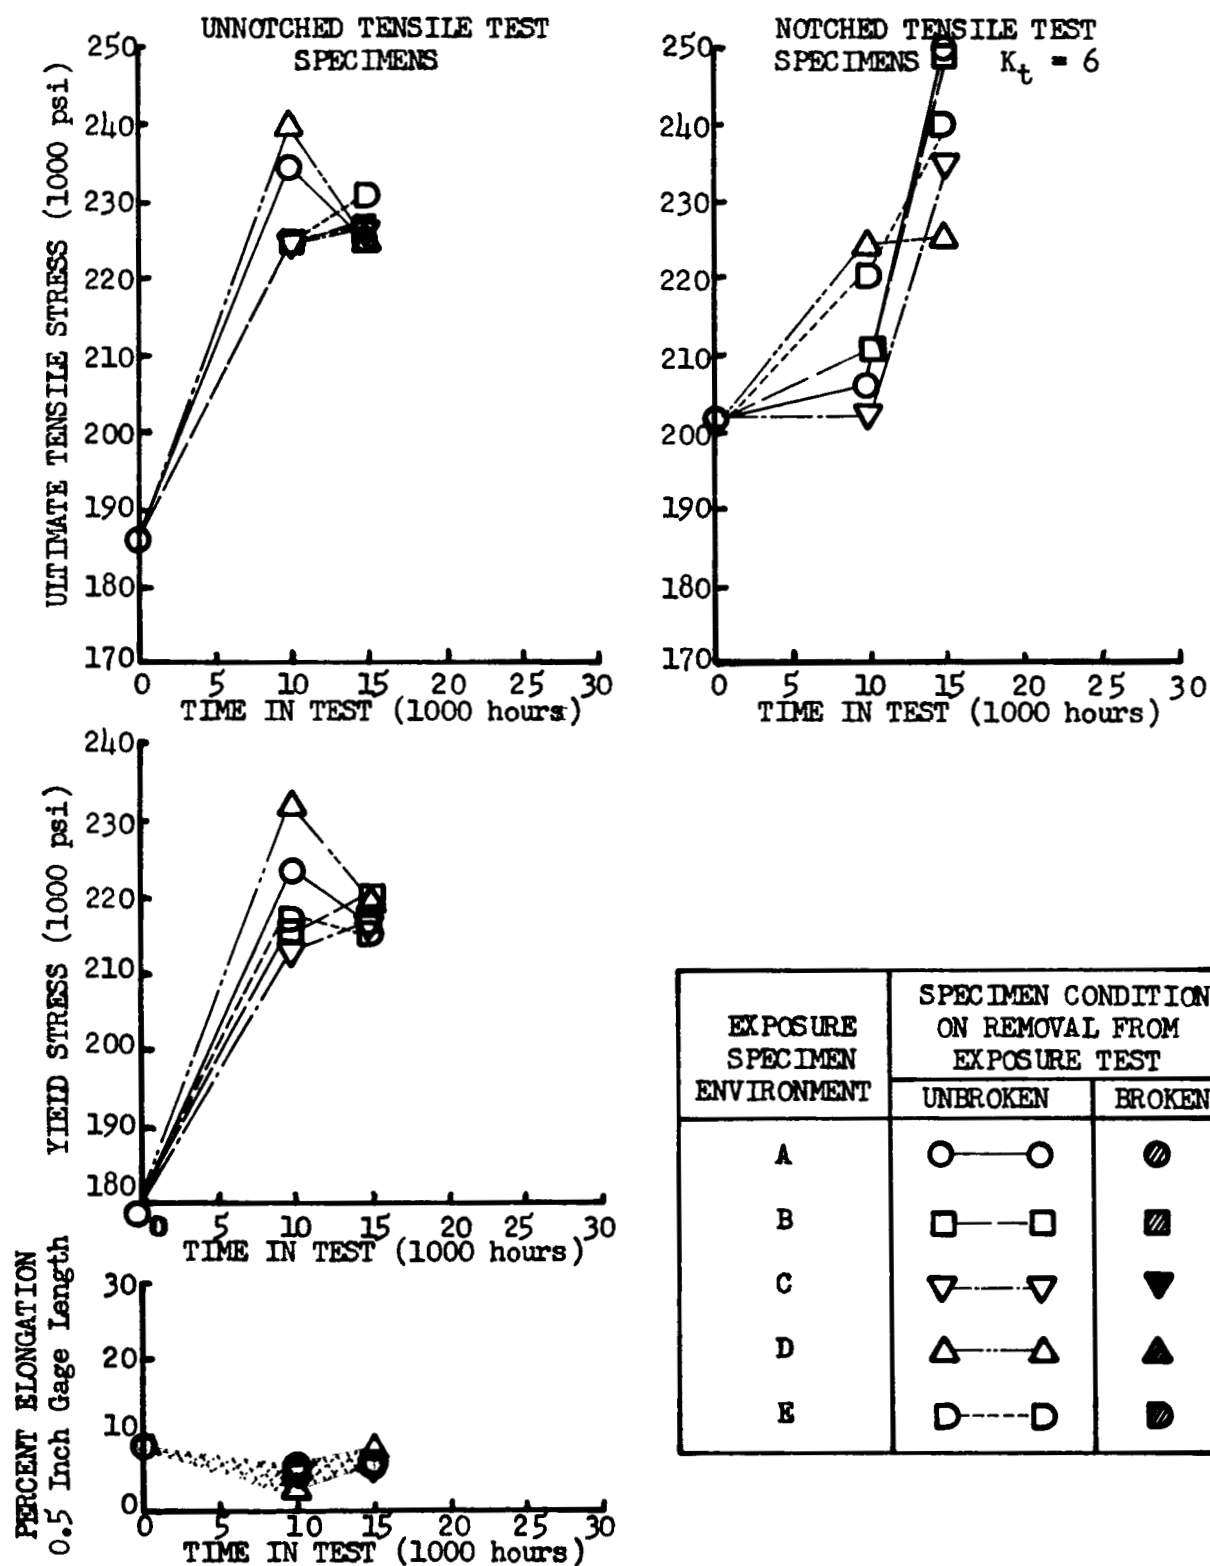 UNNOTCHED TENSILE TEST
SPECIMENS
ULTIMATE TENSILE STRESS (1000 psi)
250
240
230
220
210
200
190
180
170
0 5 10 15 20 25 30
TIME IN TEST (1000 hours)
NOTCHED TENSILE TEST
SPECIMENS Kt = 6
250
240
230
220
210
200
190
180
170
0 5 10 15 20 25 30
TIME IN TEST (1000 hours)
YIELD STRESS (1000 psi)
240
230
220
210
200
190
180
0 5 10 15 20 25 30
TIME IN TEST (1000 hours)
PERCENT ELONGATION
0.5 Inch Gage Length
30
20
10
0
0 5 10 15 20 25 30
TIME IN TEST (1000 hours)
EXPOSURE
SPECIMEN
ENVIRONMENT
SPECIMEN CONDITION
ON REMOVAL FROM
EXPOSURE TEST
UNBROKEN BROKEN
A
B
C
D
E